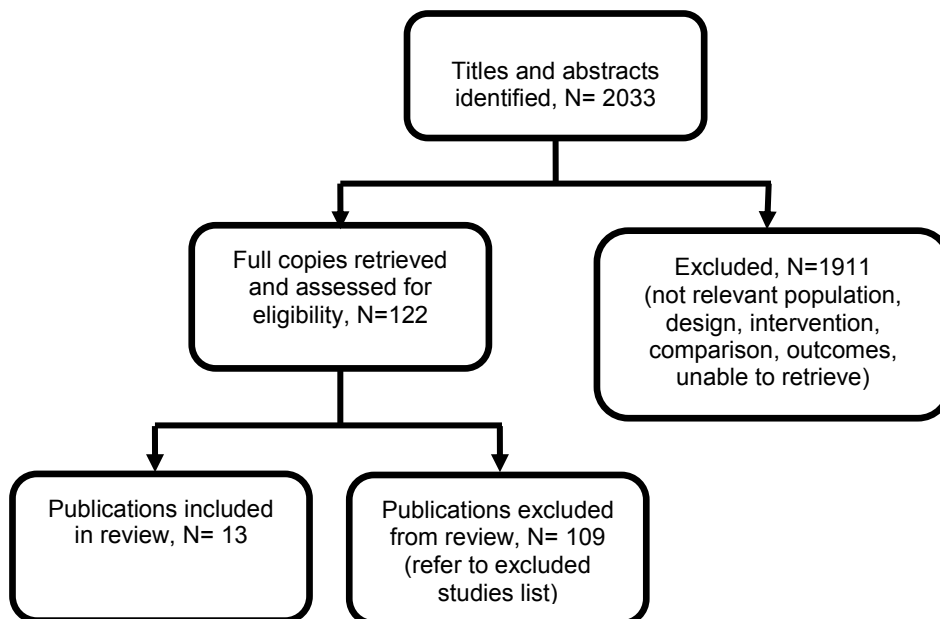 Titles and abstracts
identified, N= 2033
Full copies retrieved
and assessed for
eligibility, N=122
Excluded, N=1911
(not relevant population,
design, intervention,
comparison, outcomes,
unable to retrieve)
Publications included
in review, N= 13
Publications excluded
from review, N= 109
(refer to excluded
studies list)